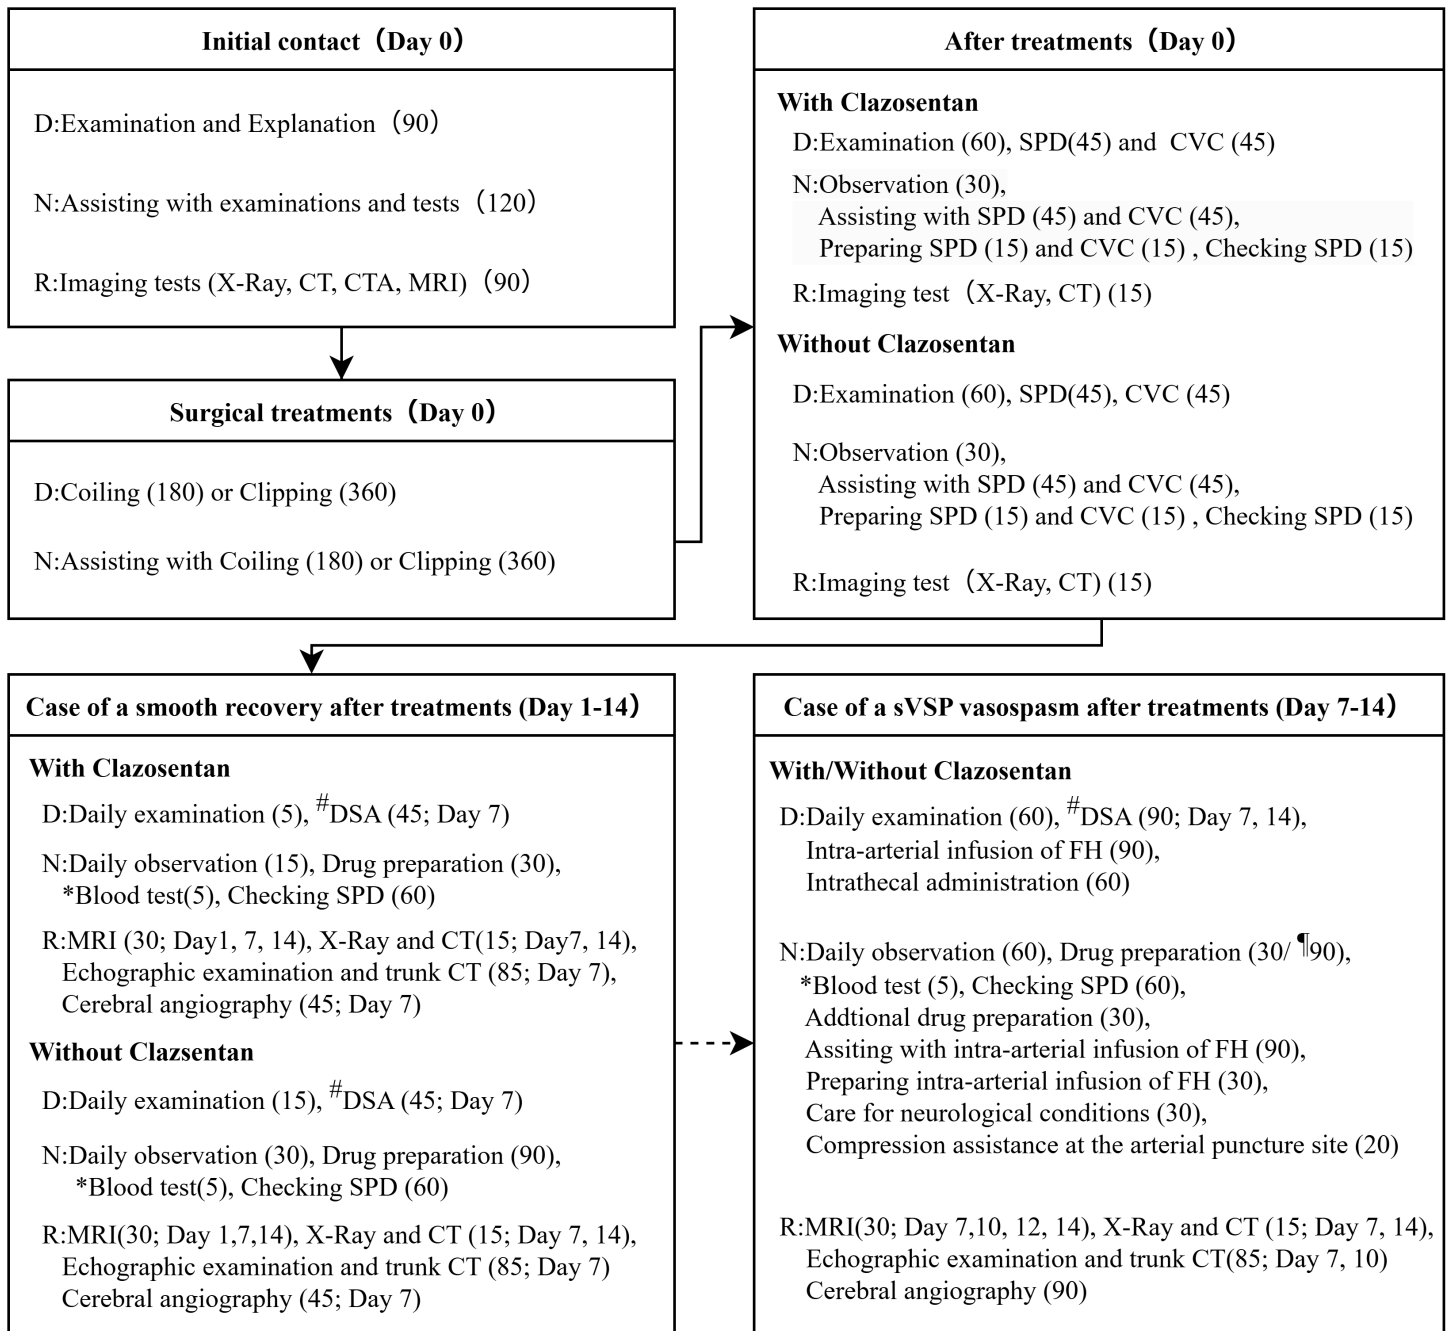 Initial contact（Day 0）
D:Examination and Explanation（90）
N:Assisting with examinations and tests（120）
R:Imaging tests (X-Ray, CT, CTA, MRI)（90）
Surgical treatments（Day 0）
D:Coiling (180) or Clipping (360)
N:Assisting with Coiling (180) or Clipping (360)
After treatments（Day 0）
With Clazosentan
D:Examination (60), SPD(45) and CVC (45)
N:Observation (30),
Assisting with SPD (45) and CVC (45),
Preparing SPD (15) and CVC (15) , Checking SPD (15)
R:Imaging test（X-Ray, CT) (15)
Without Clazosentan
D:Examination (60), SPD(45), CVC (45)
N:Observation (30),
Assisting with SPD (45) and CVC (45),
Preparing SPD (15) and CVC (15) , Checking SPD (15)
R:Imaging test（X-Ray, CT) (15)
Case of a smooth recovery after treatments (Day 1-14）
With Clazosentan
D:Daily examination (5), #DSA (45; Day 7)
N:Daily observation (15), Drug preparation (30),
*Blood test(5), Checking SPD (60)
R:MRI (30; Day1, 7, 14), X-Ray and CT(15; Day7, 14),
Echographic examination and trunk CT (85; Day 7),
Cerebral angiography (45; Day 7)
Without Clazsentan
D:Daily examination (15), #DSA (45; Day 7)
N:Daily observation (30), Drug preparation (90),
*Blood test(5), Checking SPD (60)
R:MRI(30; Day 1,7,14), X-Ray and CT (15; Day 7, 14),
Echographic examination and trunk CT (85; Day 7)
Cerebral angiography (45; Day 7)
Case of a sVSP vasospasm after treatments (Day 7-14）
With/Without Clazosentan
D:Daily examination (60), #DSA (90; Day 7, 14),
Intra-arterial infusion of FH (90),
Intrathecal administration (60)
N:Daily observation (60), Drug preparation (30/ ¶90),
*Blood test (5), Checking SPD (60),
Addtional drug preparation (30),
Assiting with intra-arterial infusion of FH (90),
Preparing intra-arterial infusion of FH (30),
Care for neurological conditions (30),
Compression assistance at the arterial puncture site (20)
R:MRI(30; Day 7,10, 12, 14), X-Ray and CT (15; Day 7, 14),
Echographic examination and trunk CT(85; Day 7, 10)
Cerebral angiography (90)